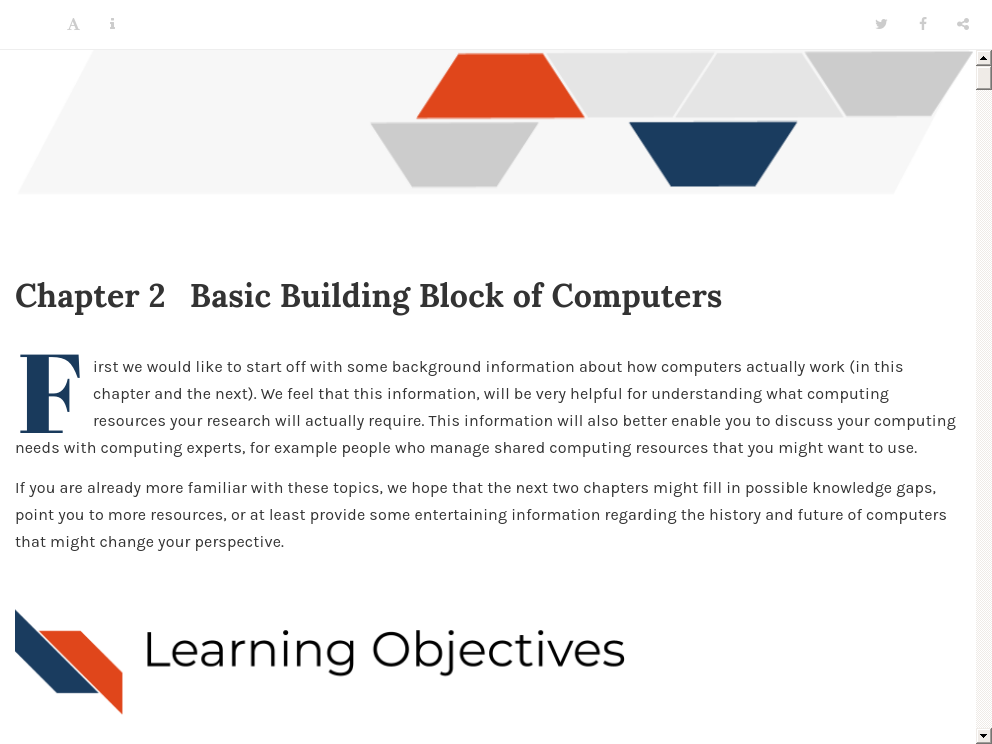 Chapter 2 Basic Building Block of Computers
First we would like to start off with some background information about how computers actually work (in this
chapter and the next). We feel that this information, will be very helpful for understanding what computing
resources your research will actually require. This information will also better enable you to discuss your computing
needs with computing experts, for example people who manage shared computing resources that you might want to use.
If you are already more familiar with these topics, we hope that the next two chapters might fill in possible knowledge gaps,
point you to more resources, or at least provide some entertaining information regarding the history and future of computers
that might change your perspective.
Learning Objectives